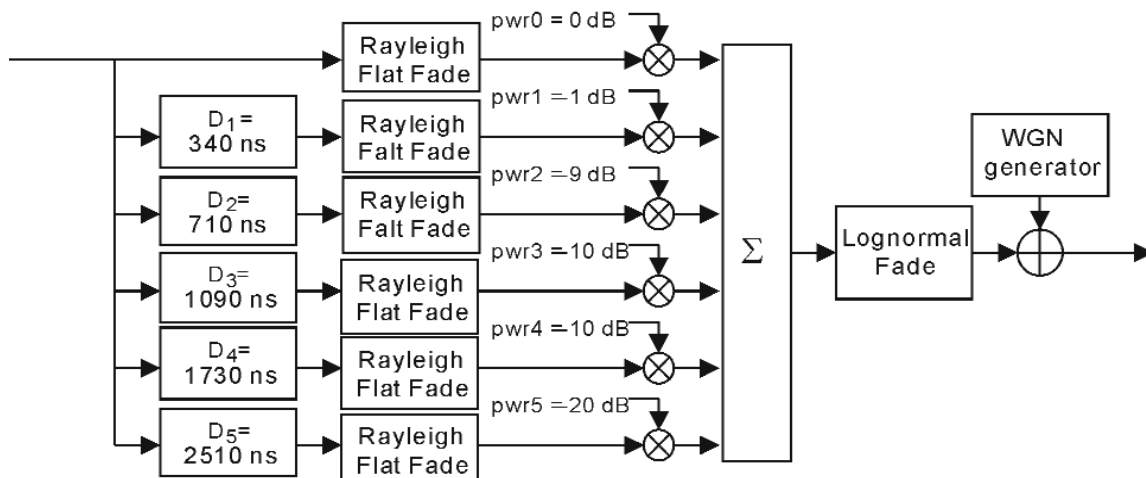 pwr0 = 0 dB
Rayleigh
Flat Fade
D1=
340 ns
Rayleigh
Falt Fade
pwr1 =-1 dB
D2=
710 ns
Rayleigh
Falt Fade
pwr2 =-9 dB
D3=
1090 ns
Rayleigh
Flat Fade
pwr3 =-10 dB
D4=
1730 ns
Rayleigh
Flat Fade
pwr4 =-10 dB
D5=
2510 ns
Rayleigh
Flat Fade
pwr5 =-20 dB
Σ
Lognormal
Fade
WGN
generator